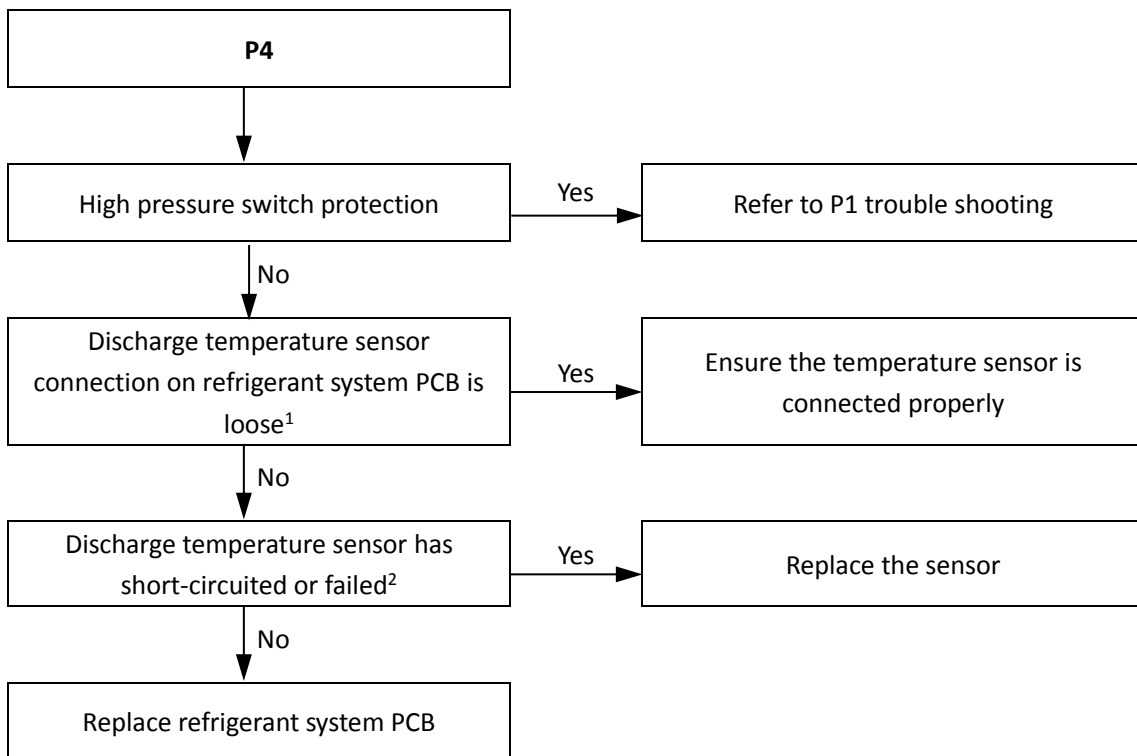 P4
High pressure switch protection
Yes
Refer to P1 trouble shooting
No
Discharge temperature sensor
connection on refrigerant system PCB is
loose¹
Yes
Ensure the temperature sensor is
connected properly
No
Discharge temperature sensor has
short-circuited or failed²
Yes
Replace the sensor
No
Replace refrigerant system PCB